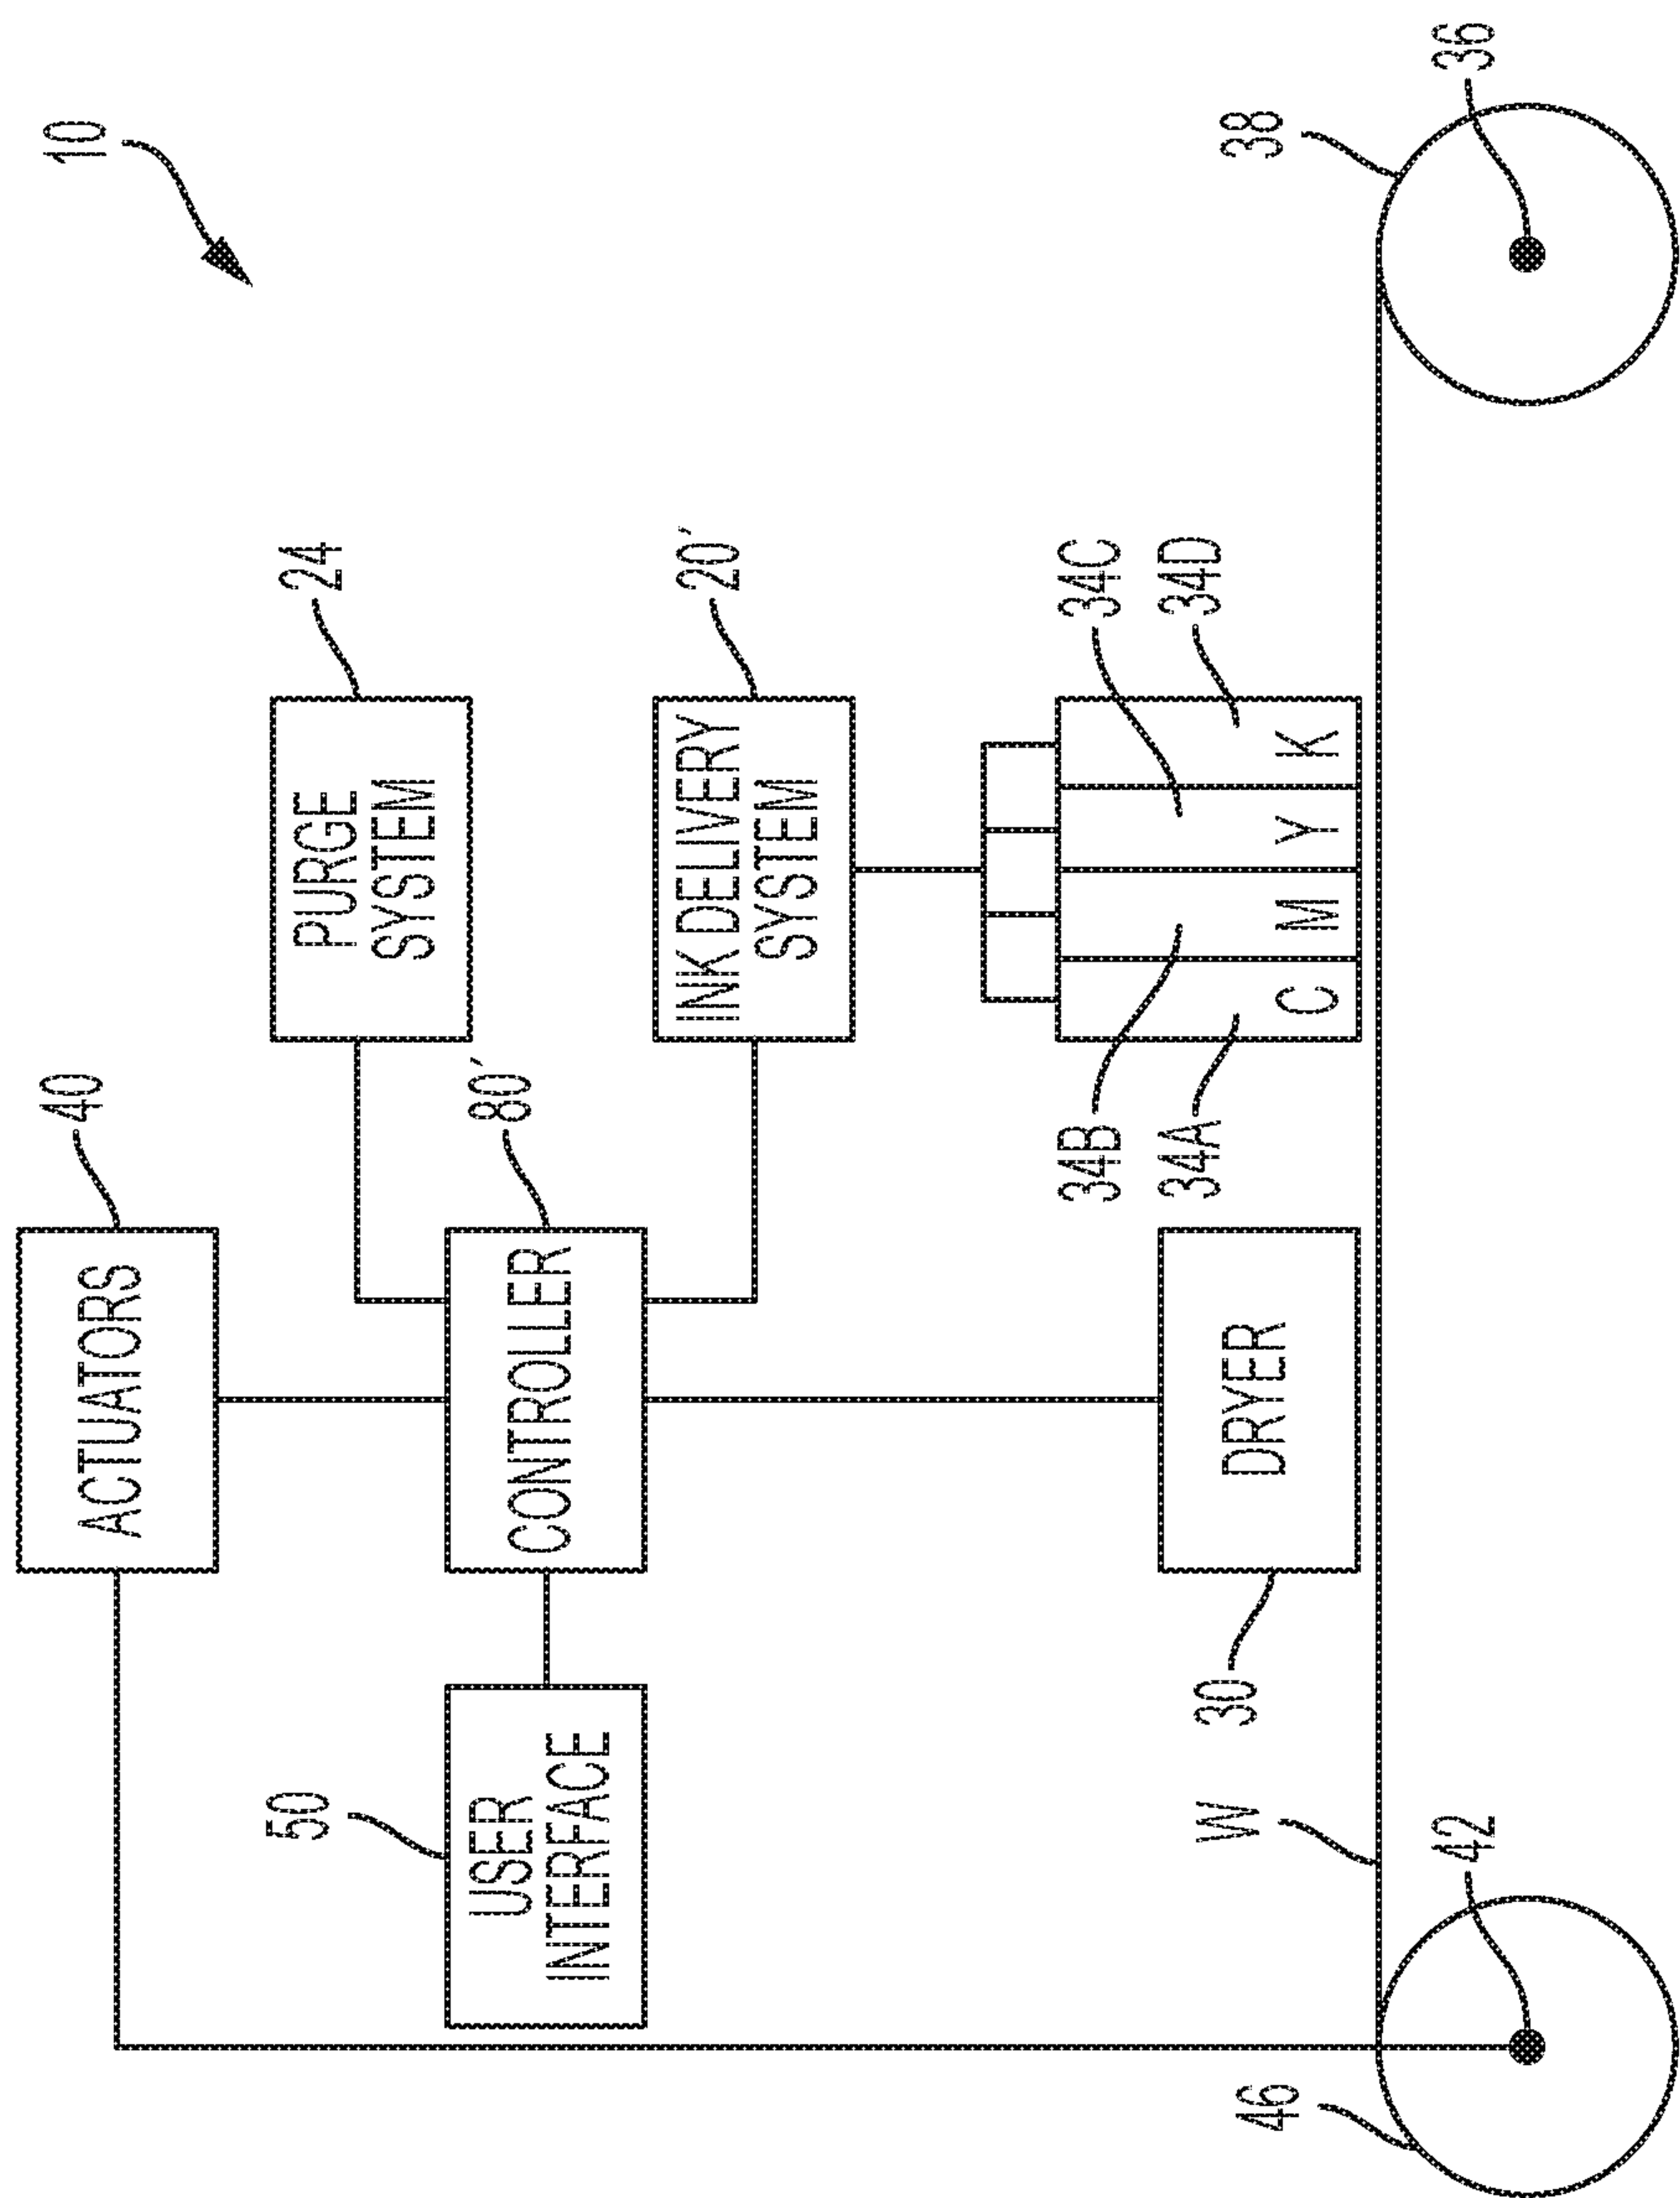 10
40
ACTUATORS
24
PURGE
SYSTEM
50
USER
INTERFACE
80′
CONTROLLER
20′
INK DELIVERY
SYSTEM
34B
34C
34A
34D
C
M
Y
K
30
DRYER
W
38
46
42
36